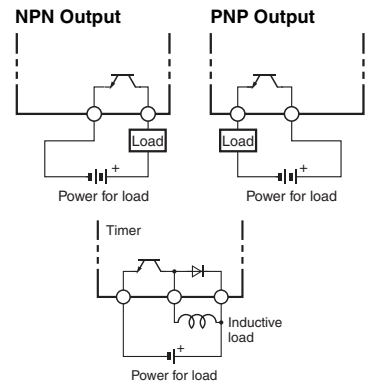 NPN Output
PNP Output
Load
Load
+
+
Power for load
Power for load
Timer
Inductive
load
+
Power for load